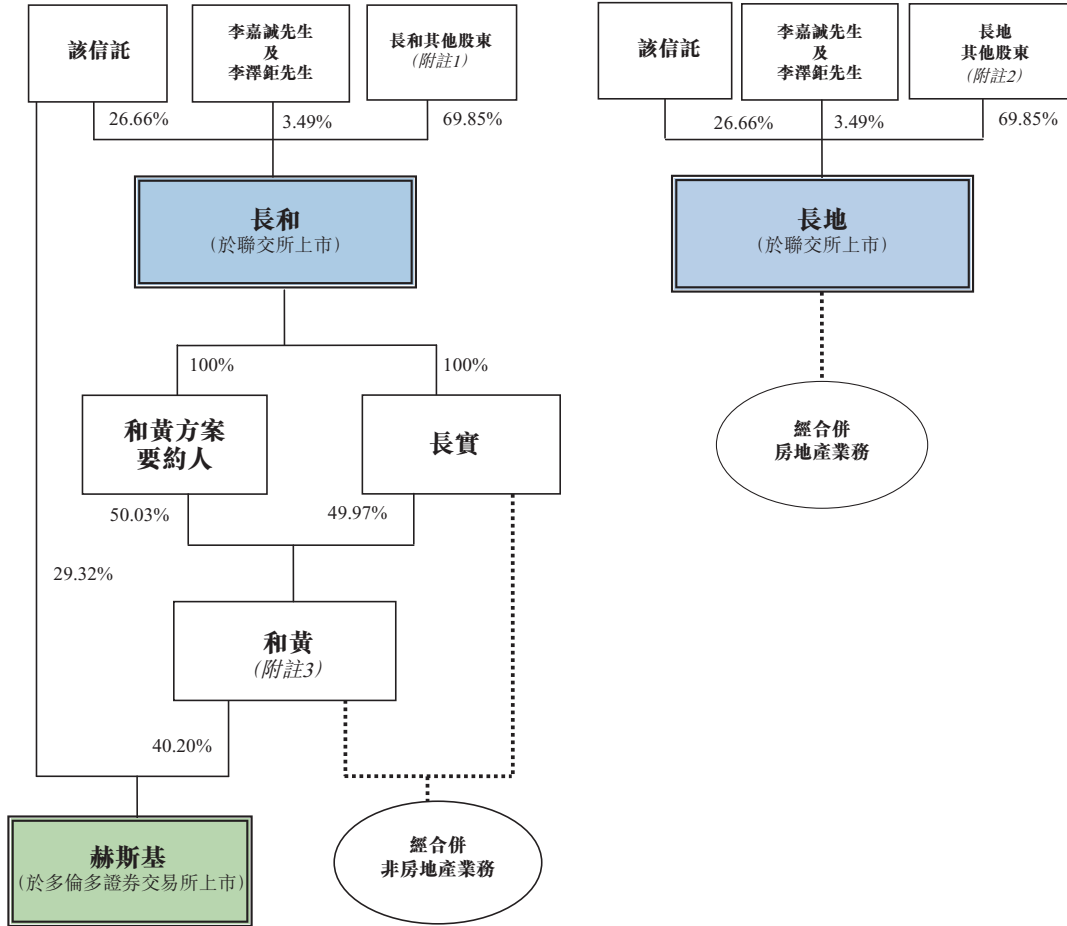 該信託
李嘉誠先生
及
李澤鉅先生
長和其他股東
(附註1)
26.66%
3.49%
69.85%
長和
(於聯交所上市)
100%
100%
和黃方案
要約人
長實
50.03%
49.97%
29.32%
和黃
(附註3)
40.20%
赫斯基
(於多倫多證券交易所上市)
經合併
非房地產業務
該信託
李嘉誠先生
及
李澤鉅先生
長地
其他股東
(附註2)
26.66%
3.49%
69.85%
長地
(於聯交所上市)
經合併
房地產業務